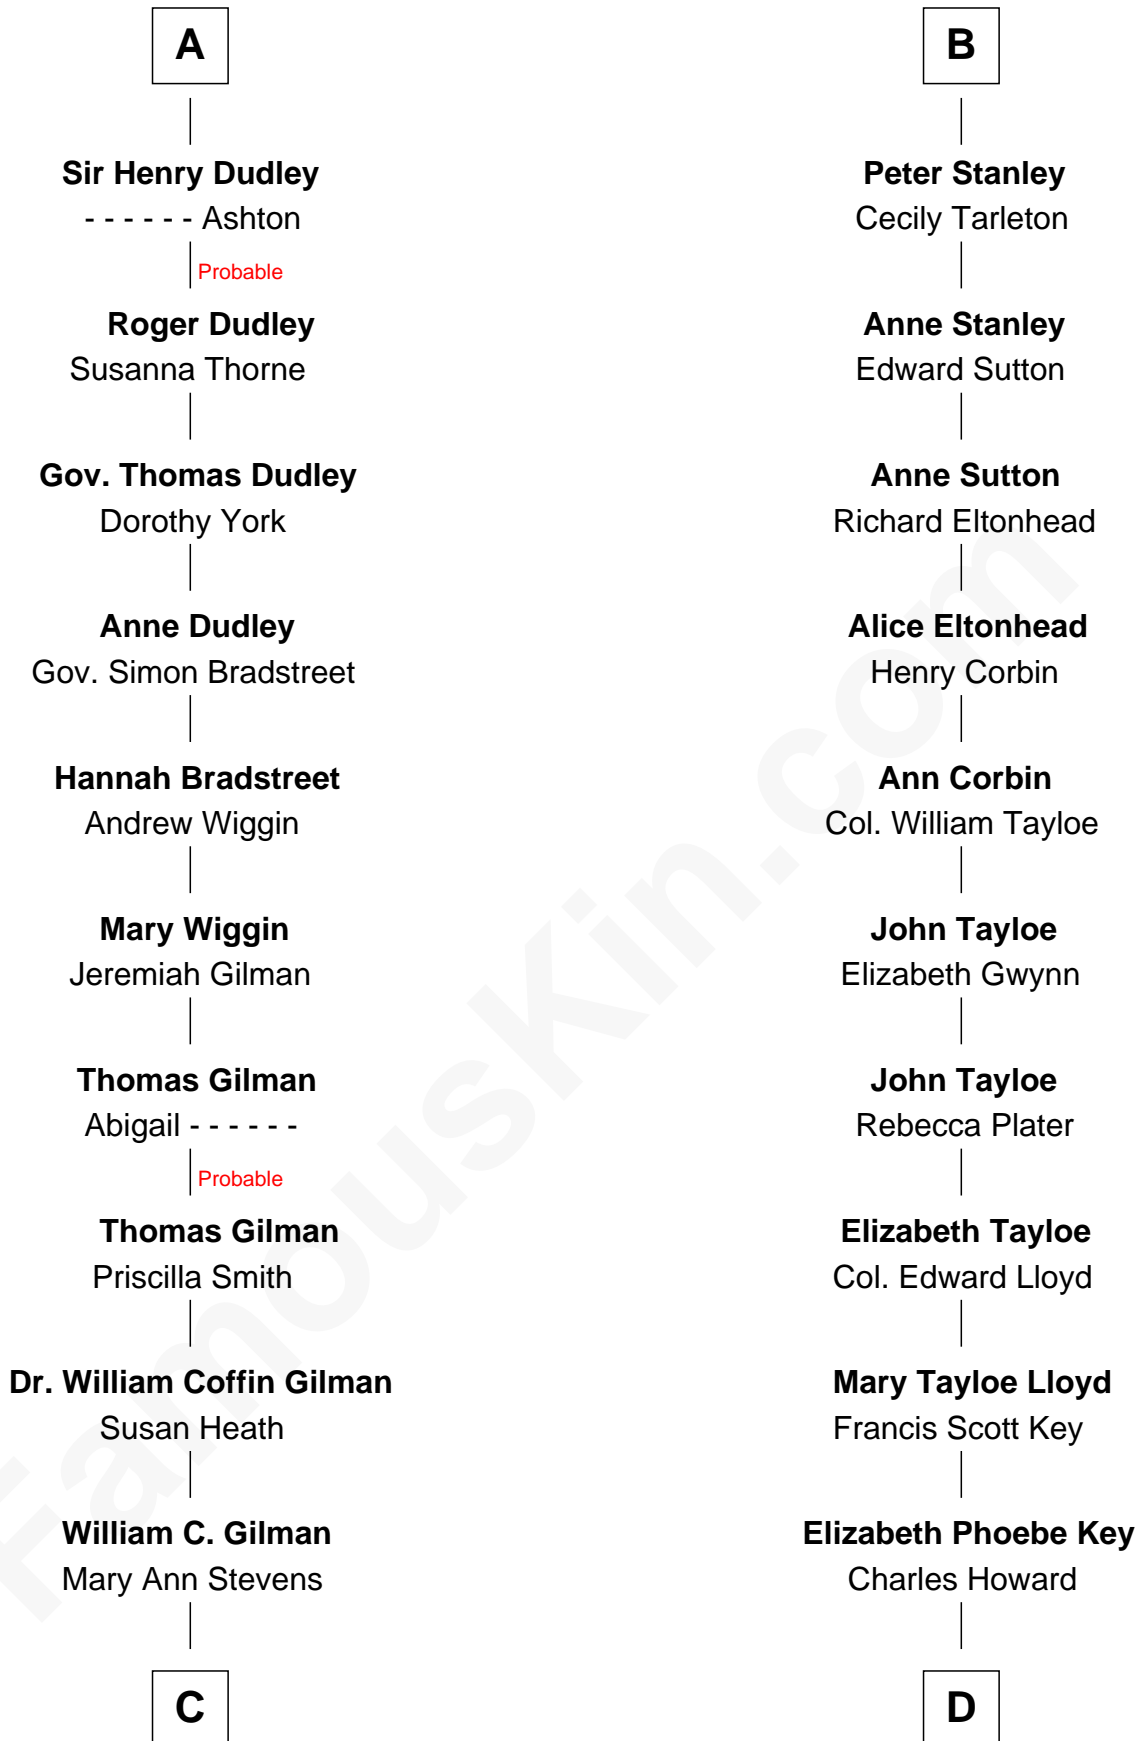 A
Sir Henry Dudley
- - - - - - Ashton
Probable
Roger Dudley
Susanna Thorne
Gov. Thomas Dudley
Dorothy York
Anne Dudley
Gov. Simon Bradstreet
Hannah Bradstreet
Andrew Wiggin
Mary Wiggin
Jeremiah Gilman
Thomas Gilman
Abigail - - - - - -
Probable
Thomas Gilman
Priscilla Smith
Dr. William Coffin Gilman
Susan Heath
William C. Gilman
Mary Ann Stevens
C
B
Peter Stanley
Cecily Tarleton
Anne Stanley
Edward Sutton
Anne Sutton
Richard Eltonhead
Alice Eltonhead
Henry Corbin
Ann Corbin
Col. William Tayloe
John Tayloe
Elizabeth Gwynn
John Tayloe
Rebecca Plater
Elizabeth Tayloe
Col. Edward Lloyd
Mary Tayloe Lloyd
Francis Scott Key
Elizabeth Phoebe Key
Charles Howard
D
FamousKin.com